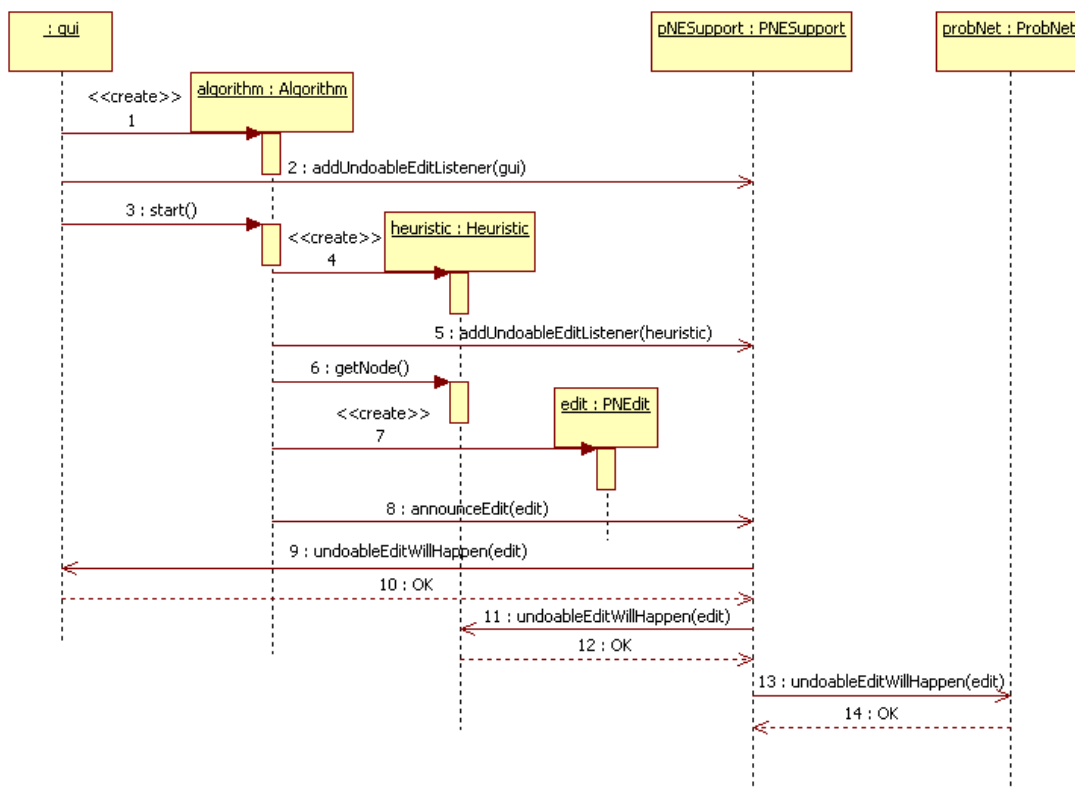 : gui
pNESupport : PNESupport
probNet : ProbNet
algorithm : Algorithm
<<create>>
1
2 : addUndoableEditListener(gui)
3 : start()
heuristic : Heuristic
<<create>>
4
5 : addUndoableEditListener(heuristic)
6 : getNode()
edit : PNEdit
<<create>>
7
8 : announceEdit(edit)
9 : undoableEditWillHappen(edit)
10 : OK
11 : undoableEditWillHappen(edit)
12 : OK
13 : undoableEditWillHappen(edit)
14 : OK